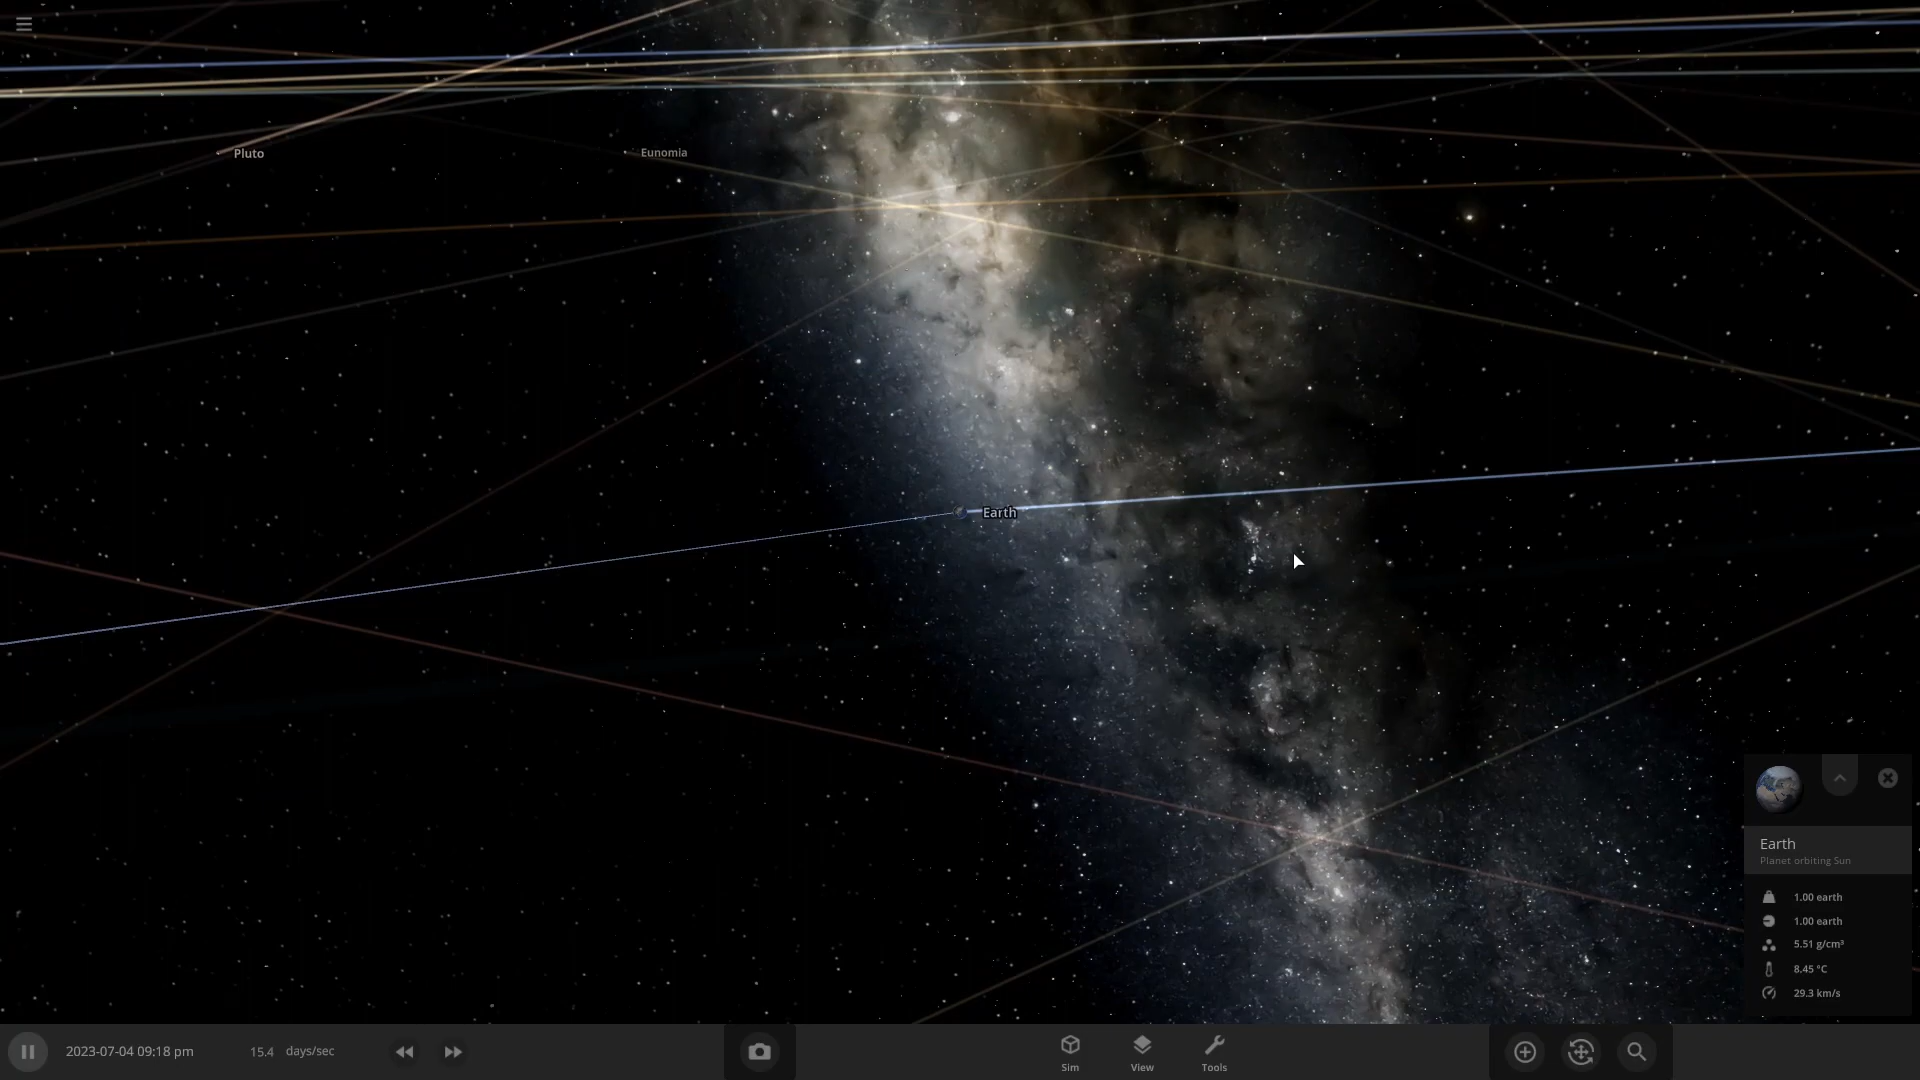 Pluto
Eunomia
Earth
Earth
Planet orbiting Sun
1.00 earth
1.00 earth
5.51 g/cm³
8.45 °C
29.3 km/s
2023-07-04 09:18 pm
15.4 days/sec
Sim
View
Tools